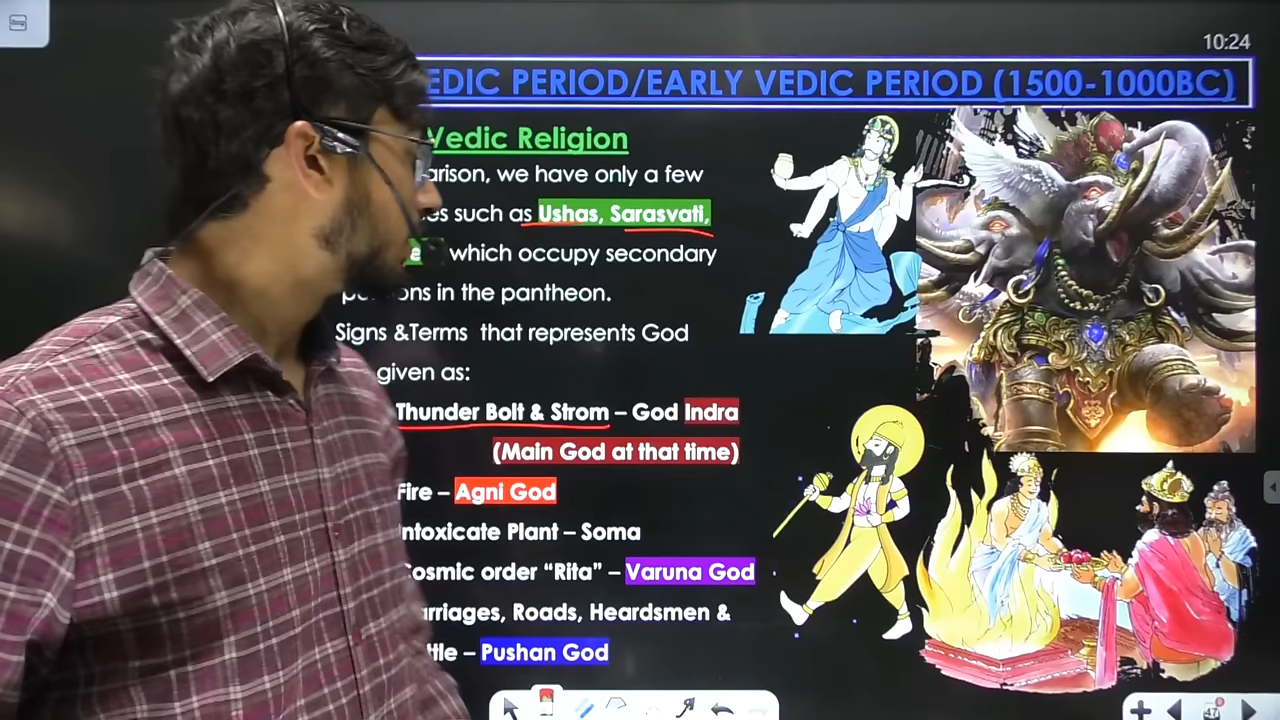 10:24
EDIC PERIOD/EARLY VEDIC PERIOD (1500-1000BC)
Vedic Religion
arison, we have only a few
es such as Ushas, Sarasvati,
which occupy secondary
ons in the pantheon.
Signs &Terms that represents God
given as:
Thunder Bolt & Strom – God Indra
(Main God at that time)
Fire – Agni God
ntoxicate Plant – Soma
osmic order “Rita” – Varuna God
arriages, Roads, Heardsmen &
ttle – Pushan God
47